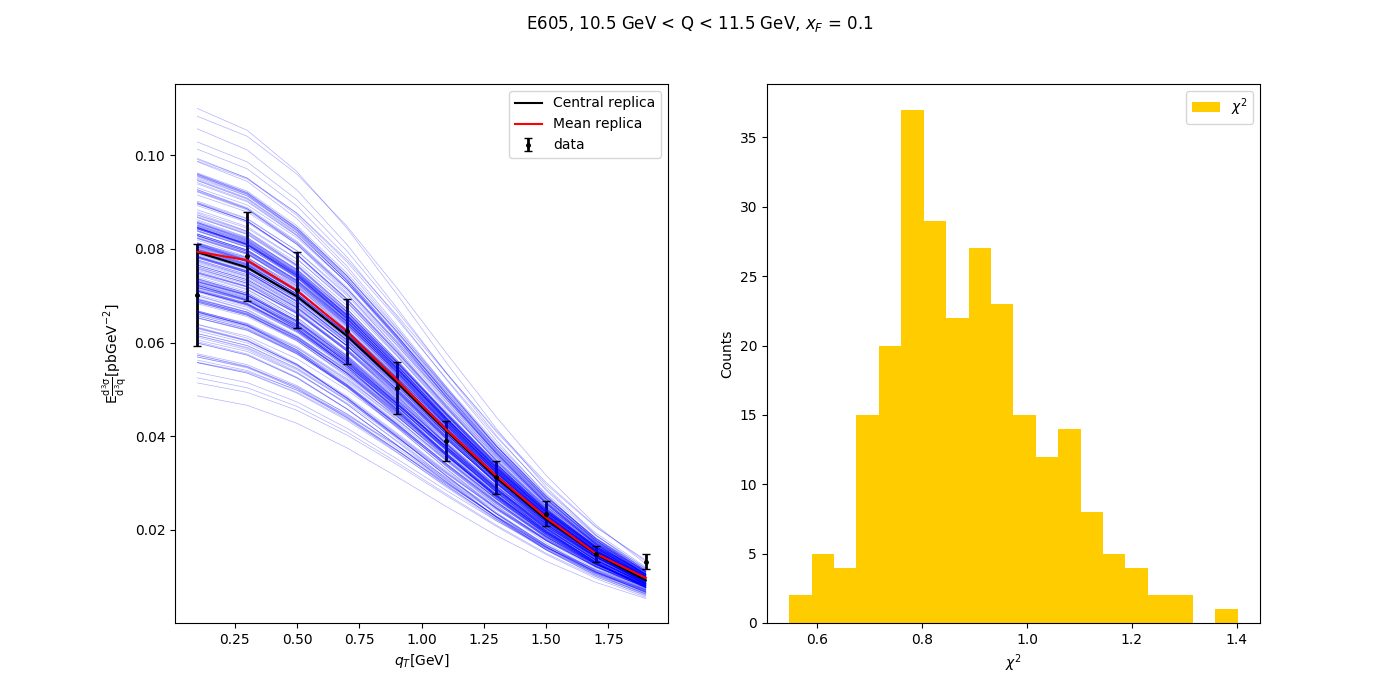 E605, 10.5 GeV < Q < 11.5 GeV, x_F = 0.1
Central replica
Mean replica
data
0.10
0.08
0.06
0.04
0.02
E d³σ/d³q [pbGeV⁻²]
0.25
0.50
0.75
1.00
1.25
1.50
1.75
q_T[GeV]
χ²
35
30
25
20
15
10
5
0
Counts
0.6
0.8
1.0
1.2
1.4
χ²